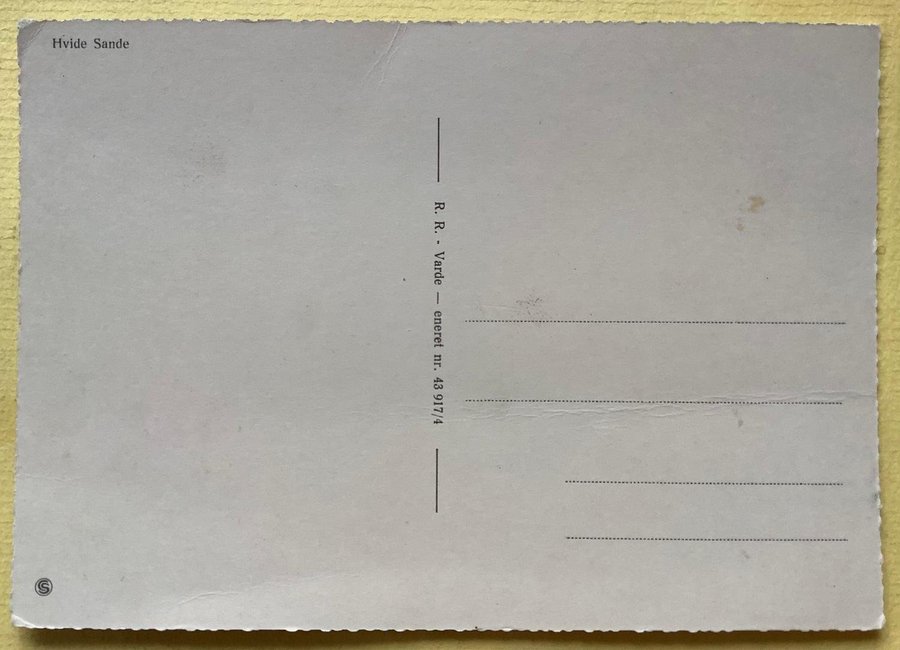 Hvide Sande
R. R. - Varde — eneret nr. 43 917/4